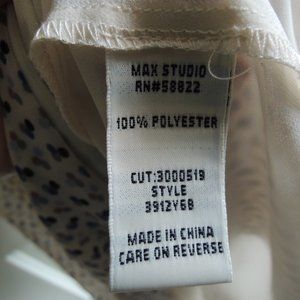 MAX STUDIO
RN#58822
100% POLYESTER
CUT:3000519
STYLE
3912Y68
MADE IN CHINA
CARE ON REVERSE